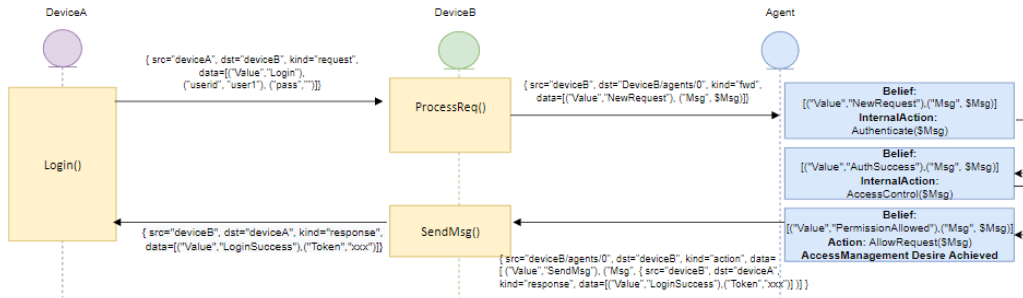 DeviceA
DeviceB
Agent
{ src="deviceA", dst="deviceB", kind="request",
data=[("Value","Login"),
("userid", "user1"), ("pass","")]}
{ src="deviceB", dst="DeviceB/agents/0", kind="fwd",
data=[("Value","NewRequest"), ("Msg", $Msg)]}
Login()
ProcessReq()
Belief:
[("Value","NewRequest"),("Msg", $Msg)]
InternalAction:
Authenticate($Msg)
Belief:
[("Value","AuthSuccess"),("Msg", $Msg)]
InternalAction:
AccessControl($Msg)
Belief:
[("Value","PermissionAllowed"),("Msg", $Msg)]
Action: AllowRequest($Msg)
AccessManagement Desire Achieved
SendMsg()
{ src="deviceB", dst="deviceA", kind="response",
data=[("Value","LoginSuccess"),("Token","xxx")]}
{ src="deviceB/agents/0", dst="deviceB", kind="action", data=
[ ("Value","SendMsg"), ("Msg", { src="deviceB", dst="deviceA",
kind="response", data=[("Value","LoginSuccess"),("Token","xxx")] )] }